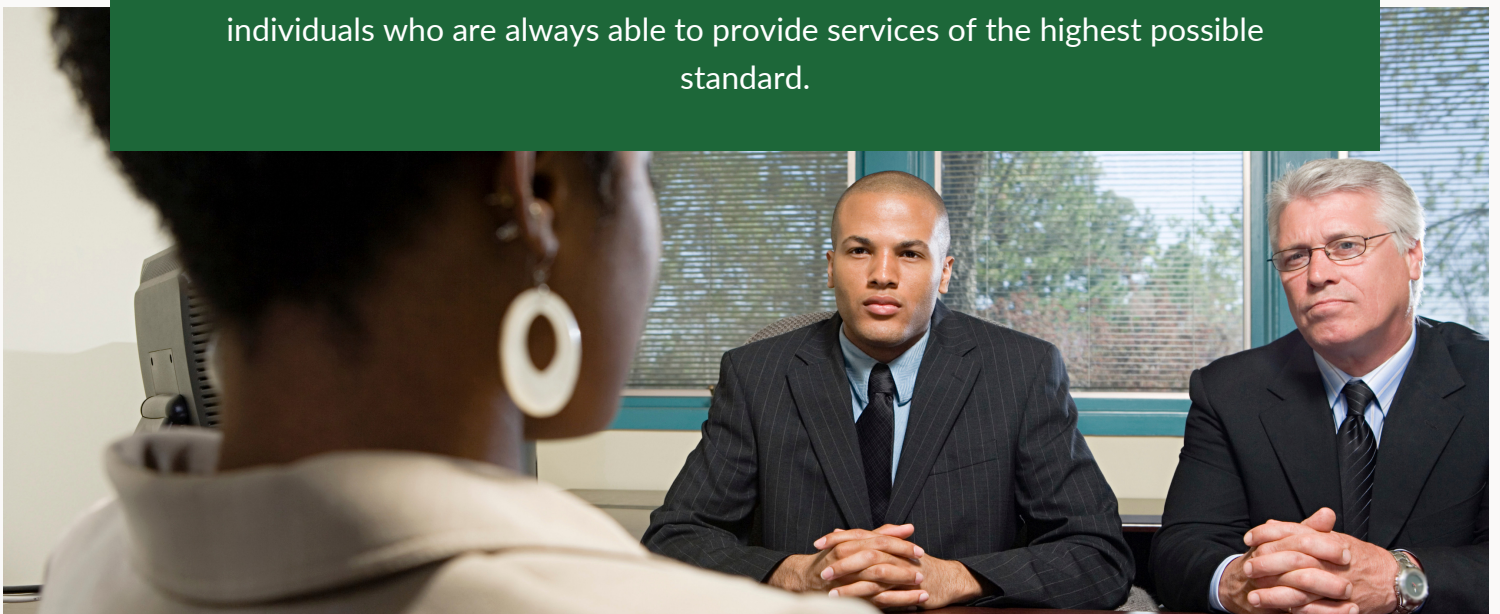 individuals who are always able to provide services of the highest possible
standard.